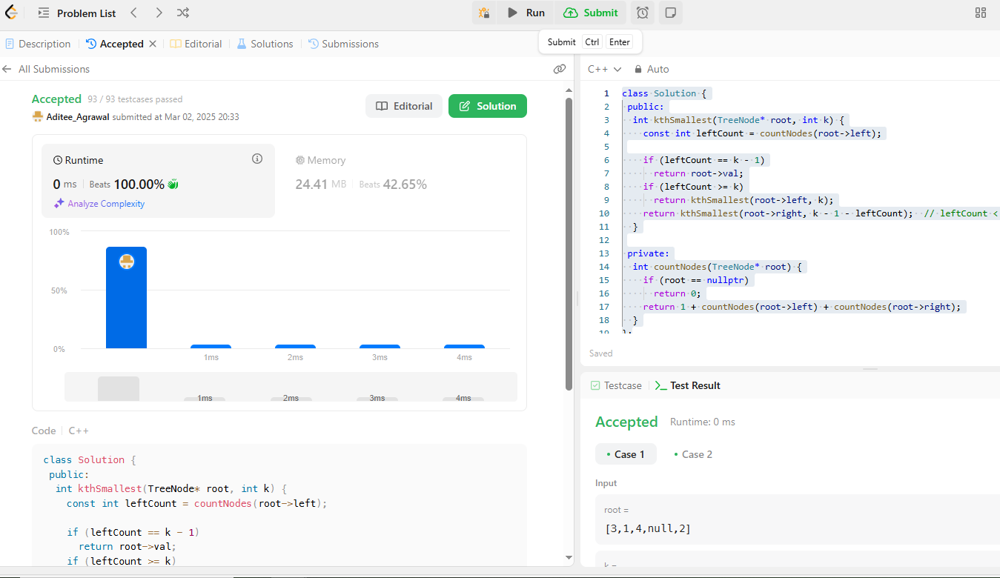 Problem List
Run
Submit
Description
Accepted
Editorial
Solutions
Submissions
Submit Ctrl Enter
All Submissions
Accepted 93 / 93 testcases passed
Aditee_Agrawal submitted at Mar 02, 2025 20:33
Editorial
Solution
Runtime
0 ms Beats 100.00%
Analyze Complexity
Memory
24.41 MB Beats 42.65%
100%
50%
0%
1ms 2ms 3ms 4ms
1ms 2ms 3ms 4ms
Code C++
class Solution {
public:
int kthSmallest(TreeNode* root, int k) {
const int leftCount = countNodes(root->left);
if (leftCount == k - 1)
return root->val;
if (leftCount >= k)
C++ Auto
1 class Solution {
2 public:
3 int kthSmallest(TreeNode* root, int k) {
4 const int leftCount = countNodes(root->left);
5
6 if (leftCount == k - 1)
7 return root->val;
8 if (leftCount >= k)
9 return kthSmallest(root->left, k);
10 return kthSmallest(root->right, k - 1 - leftCount); // leftCount <
11 }
12
13 private:
14 int countNodes(TreeNode* root) {
15 if (root == nullptr)
16 return 0;
17 return 1 + countNodes(root->left) + countNodes(root->right);
18 }
19 };
Saved
Testcase
Test Result
Accepted Runtime: 0 ms
Case 1
Case 2
Input
root =
[3,1,4,null,2]
k =